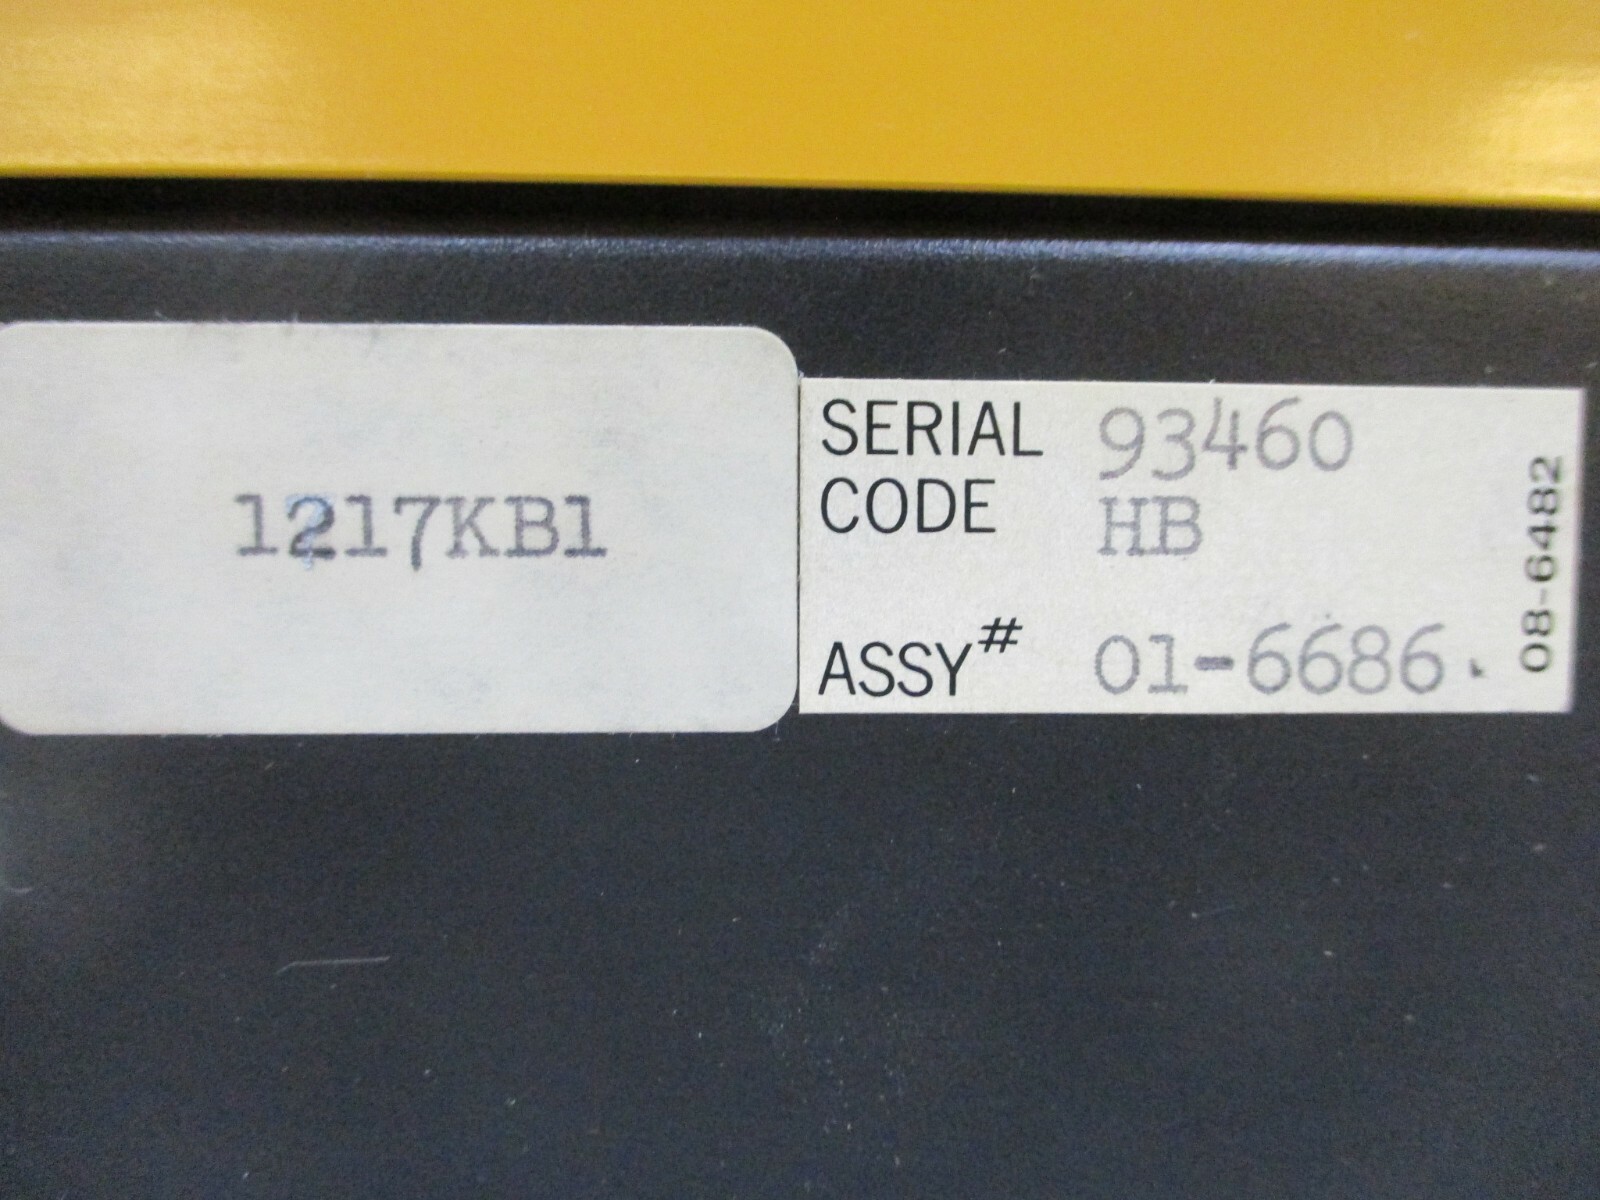 1217KB1
SERIAL 93460
CODE HB
ASSY# 01-6686.
08-6482